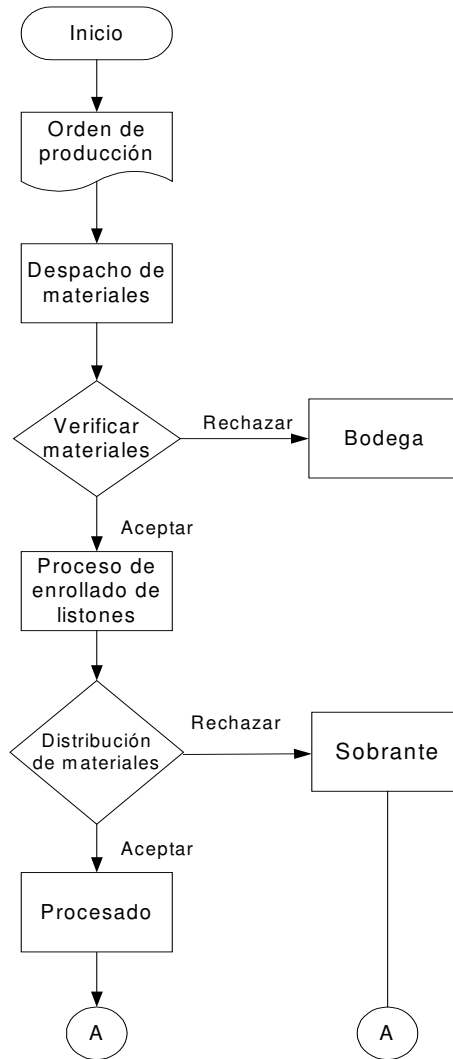 Inicio
Orden de
producción
Despacho de
materiales
Verificar
materiales
Rechazar
Bodega
Aceptar
Proceso de
enrollado de
listones
Distribución
de materiales
Rechazar
Sobrante
Aceptar
Procesado
A
A